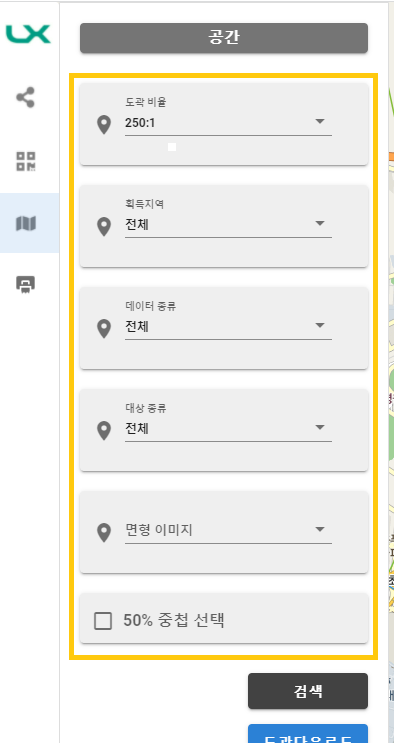 LX
공간
도곽 비율
250:1
획득지역
전체
데이터 종류
전체
대상 종류
전체
면형 이미지
50% 중첩 선택
검색
도곽다운로드